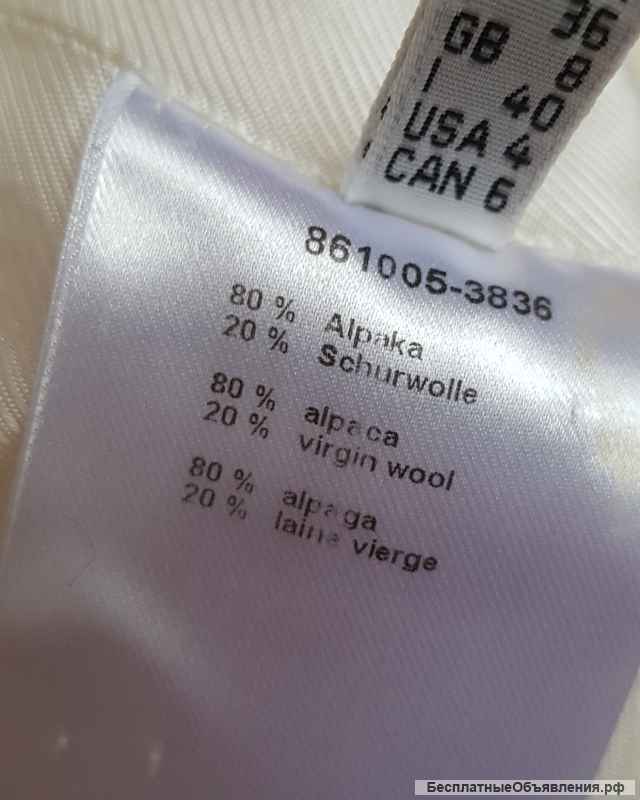 36
GB 8
I 40
USA 4
CAN 6
861005-3836
80 % Alpaka
20 % Schurwolle
80 % alpaca
20 % virgin wool
80 % alpaga
20 % laine vierge
БесплатныеОбъявления.рф